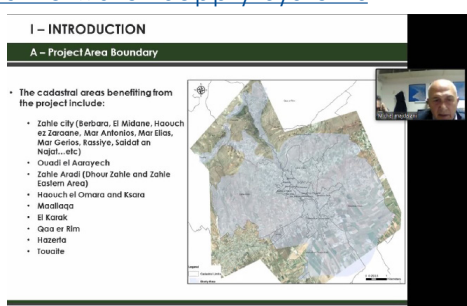 I – INTRODUCTION
A – Project Area Boundary
• The cadastral areas benefiting from
the project include:
• Zahle city (Berbara, El Midane, Haouch
ez Zaraane, Mar Antonios, Mar Elias,
Mar Gerios, Rassiye, Saidat an
Najat...etc)
• Ouadi el Aarayech
• Zahle Aradi (Dhour Zahle and Zahle
Eastern Area)
• Haouch el Omara and Ksara
• Maallaqa
• El Karak
• Qaa er Rim
• Hazerta
• Touaite